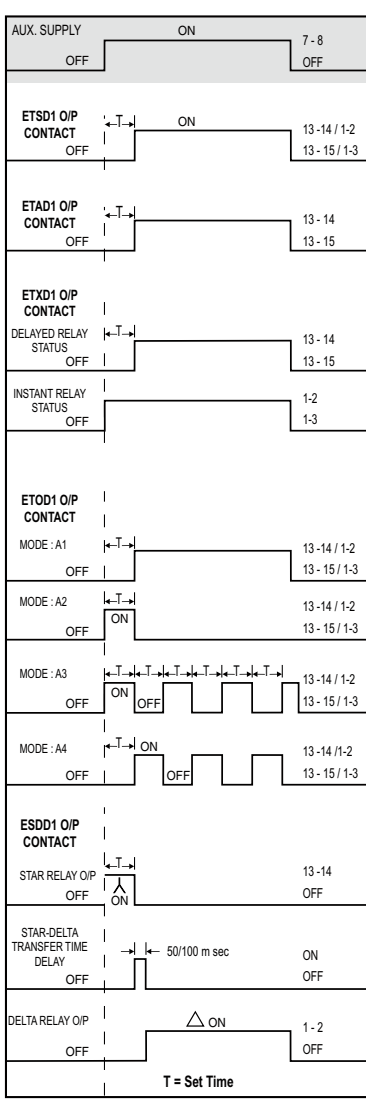 AUX. SUPPLY
ON
7 - 8
OFF
OFF
ETSD1 O/P
CONTACT
T
ON
13 -14 / 1-2
OFF
13 - 15 / 1-3
ETAD1 O/P
CONTACT
T
13 - 14
OFF
13 - 15
ETXD1 O/P
CONTACT
DELAYED RELAY
STATUS
T
13 - 14
OFF
13 - 15
INSTANT RELAY
STATUS
1-2
OFF
1-3
ETOD1 O/P
CONTACT
MODE : A1
T
13 -14 / 1-2
OFF
13 - 15 / 1-3
MODE : A2
T
13 -14 / 1-2
ON
OFF
13 - 15 / 1-3
MODE : A3
T T T T T T
13 -14 / 1-2
ON
OFF
OFF
13 - 15 / 1-3
MODE : A4
T ON
13 -14 /1-2
OFF
OFF
13 - 15 / 1-3
ESDD1 O/P
CONTACT
T
STAR RELAY O/P
13 -14
OFF
ON
OFF
STAR-DELTA
TRANSFER TIME
DELAY
50/100 m sec
ON
OFF
OFF
DELTA RELAY O/P
ON
1 - 2
OFF
OFF
T = Set Time